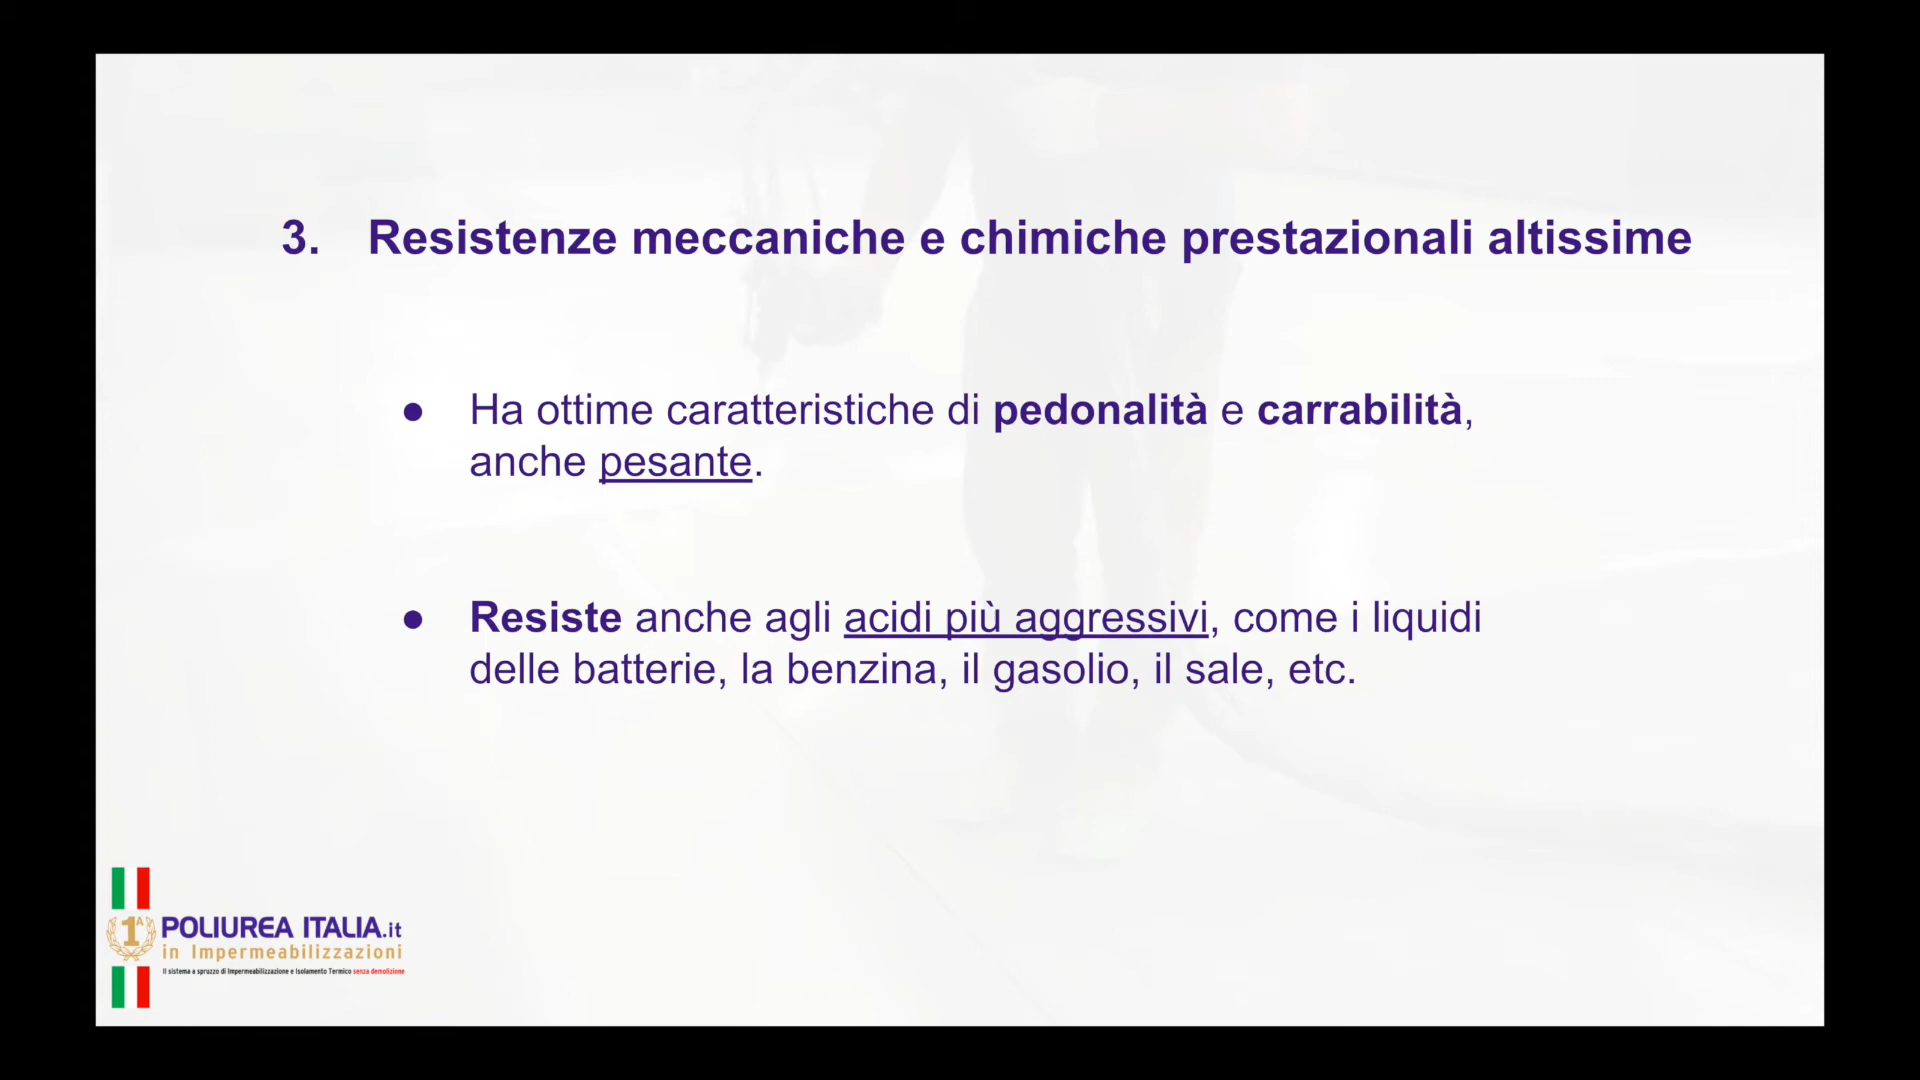 3. Resistenze meccaniche e chimiche prestazionali altissime
● Ha ottime caratteristiche di pedonalità e carrabilità,
anche pesante.
● Resiste anche agli acidi più aggressivi, come i liquidi
delle batterie, la benzina, il gasolio, il sale, etc.
1A POLIUREA ITALIA.it
in Impermeabilizzazioni
Il sistema a spruzzo di Impermeabilizzazione e Isolamento Termico senza demolizione